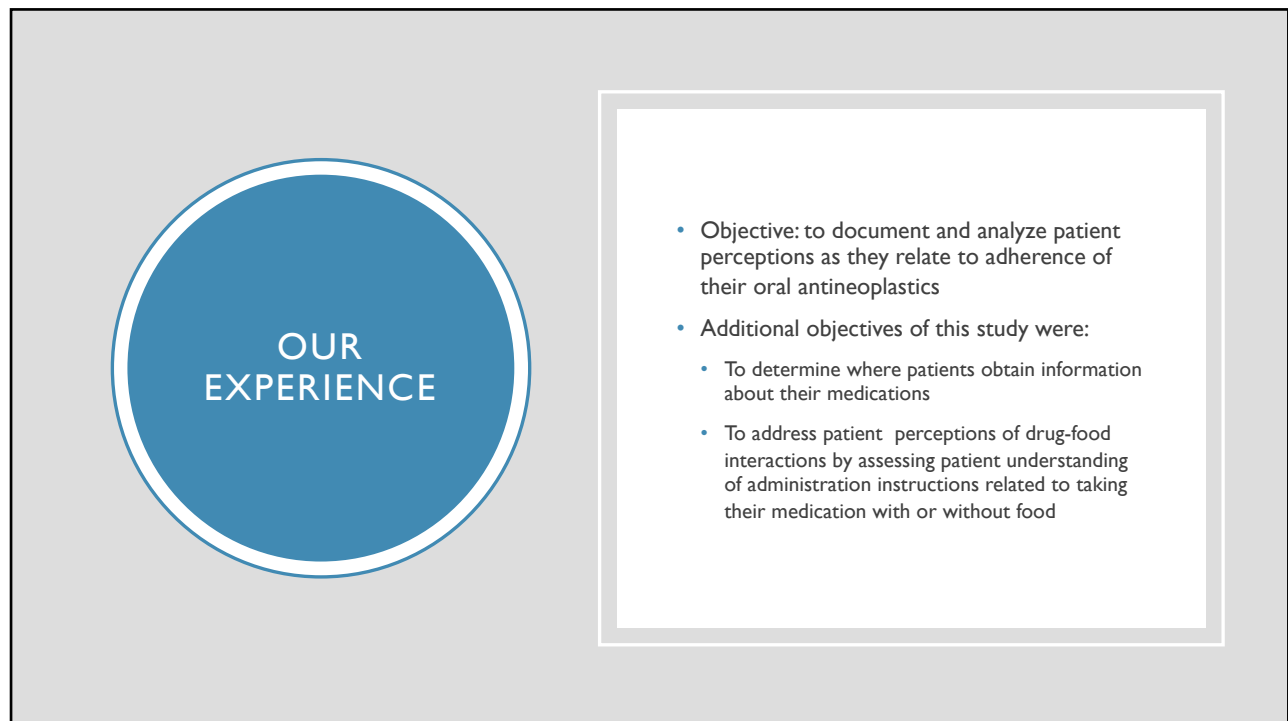 OUR
EXPERIENCE
• Objective: to document and analyze patient
perceptions as they relate to adherence of
their oral antineoplastics
• Additional objectives of this study were:
• To determine where patients obtain information
about their medications
• To address patient  perceptions of drug-food
interactions by assessing patient understanding
of administration instructions related to taking
their medication with or without food